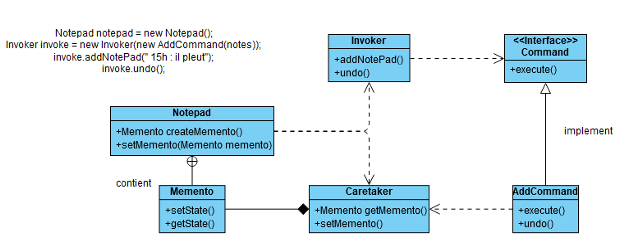 Notepad notepad = new Notepad();
Invoker invoke = new Invoker(new AddCommand(notes));
invoke.addNotePad(" 15h : il pleut");
invoke.undo();
Invoker
+addNotePad()
+undo()
<<Interface>>
Command
+execute()
Notepad
+Memento createMemento()
+setMemento(Memento memento)
implement
contient
Memento
+setState()
+getState()
Caretaker
+Memento getMemento()
+setMemento()
AddCommand
+execute()
+undo()